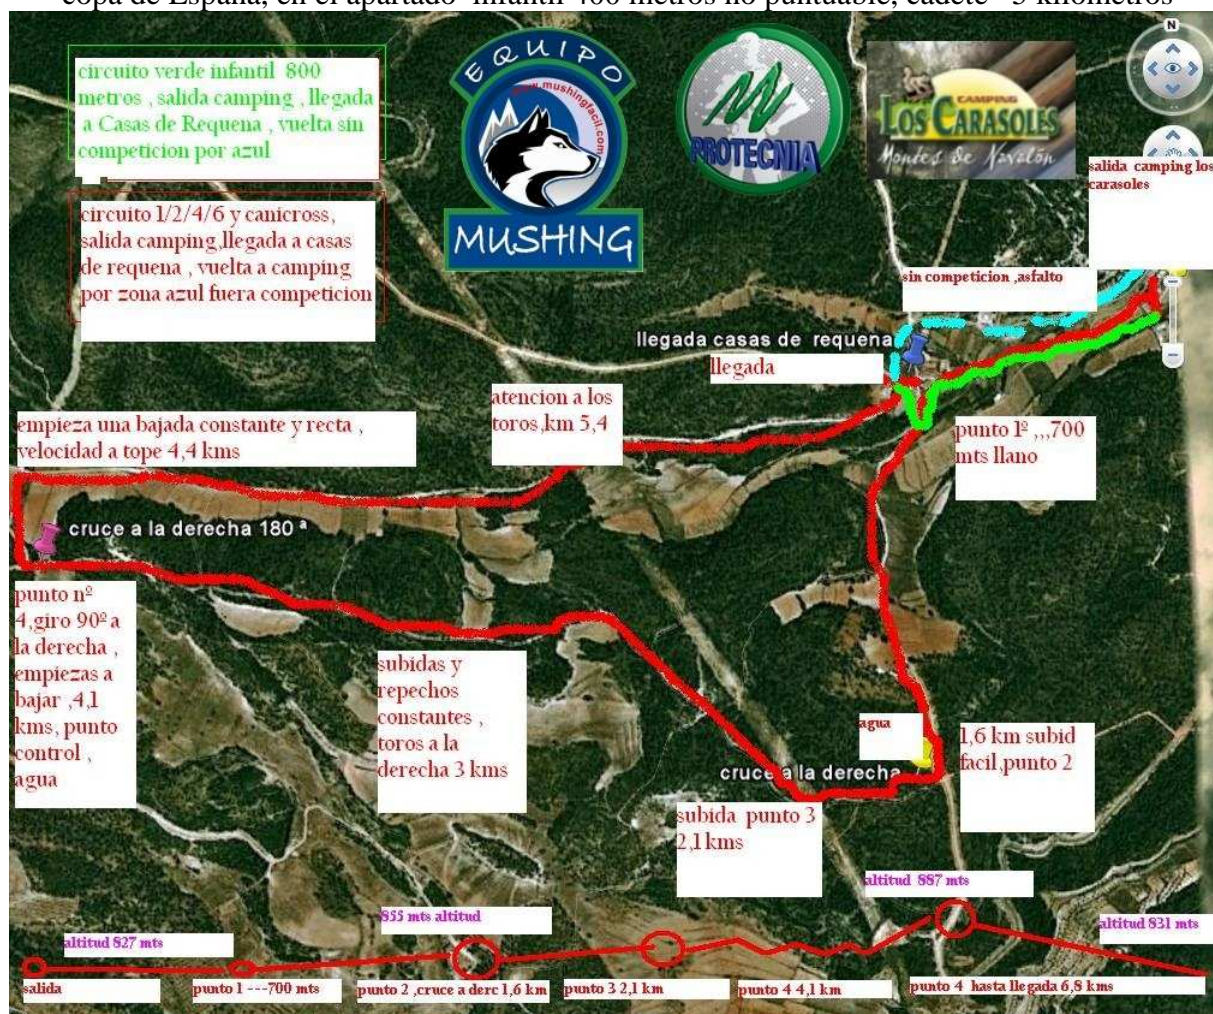 copa de España, en el apartado infantil 400 metros no puntuable, cadete 3 kilómetros
circuito verde infantil 800
metros , salida camping , llegada
a Casas de Requena , vuelta sin
competicion por azul
circuito 1/2/4/6 y canicross,
salida camping,llegada a casas
de requena , vuelta a camping
por zona azul fuera competicion
EQUIPO
www.mushingfacil.com
MUSHING
PROTECNIA
CAMPING
LOS CARASOLES
Montes de Navalón
N
salida camping los
carasoles
sin competicion ,asfalto
llegada casas de requena
llegada
atencion a los
toros,km 5,4
empieza una bajada constante y recta ,
velocidad a tope 4,4 kms
punto 1º ,,,700
mts llano
cruce a la derecha 180 ª
punto nº
4,giro 90º a
la derecha ,
empiezas a
bajar ,4,1
kms, punto
control ,
agua
subidas y
repechos
constantes ,
toros a la
derecha 3 kms
agua
cruce a la derecha
1,6 km subid
facil,punto 2
subida punto 3
2,1 kms
altitud 887 mts
855 mts altitud
altitud 831 mts
altitud 827 mts
salida
punto 1 ---700 mts
punto 2 ,cruce a derc 1,6 km
punto 3 2,1 km
punto 4 4,1 km
punto 4 hasta llegada 6,8 kms